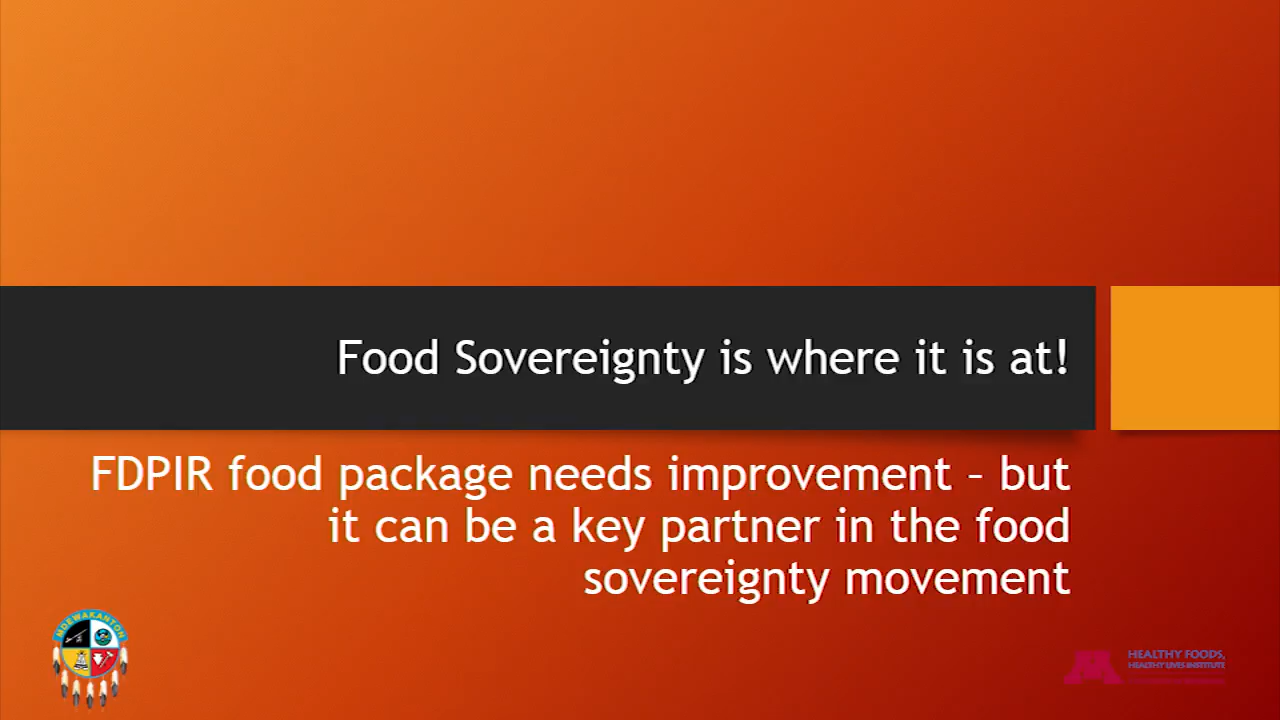 Food Sovereignty is where it is at!
FDPIR food package needs improvement – but
it can be a key partner in the food
sovereignty movement
MDEWAKANTON
HEALTHY FOODS,
HEALTHY LIVES INSTITUTE